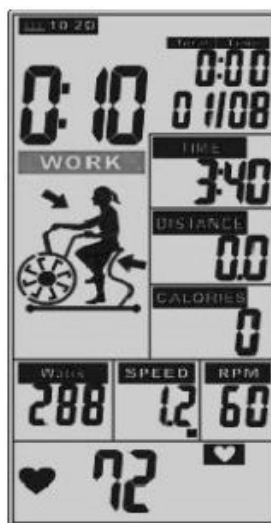 10-20
Total Time
0:00
0:10
01/08
WORK
TIME
3:40
DISTANCE
0.0
CALORIES
0
Watts
SPEED
RPM
288
1.2
60
72